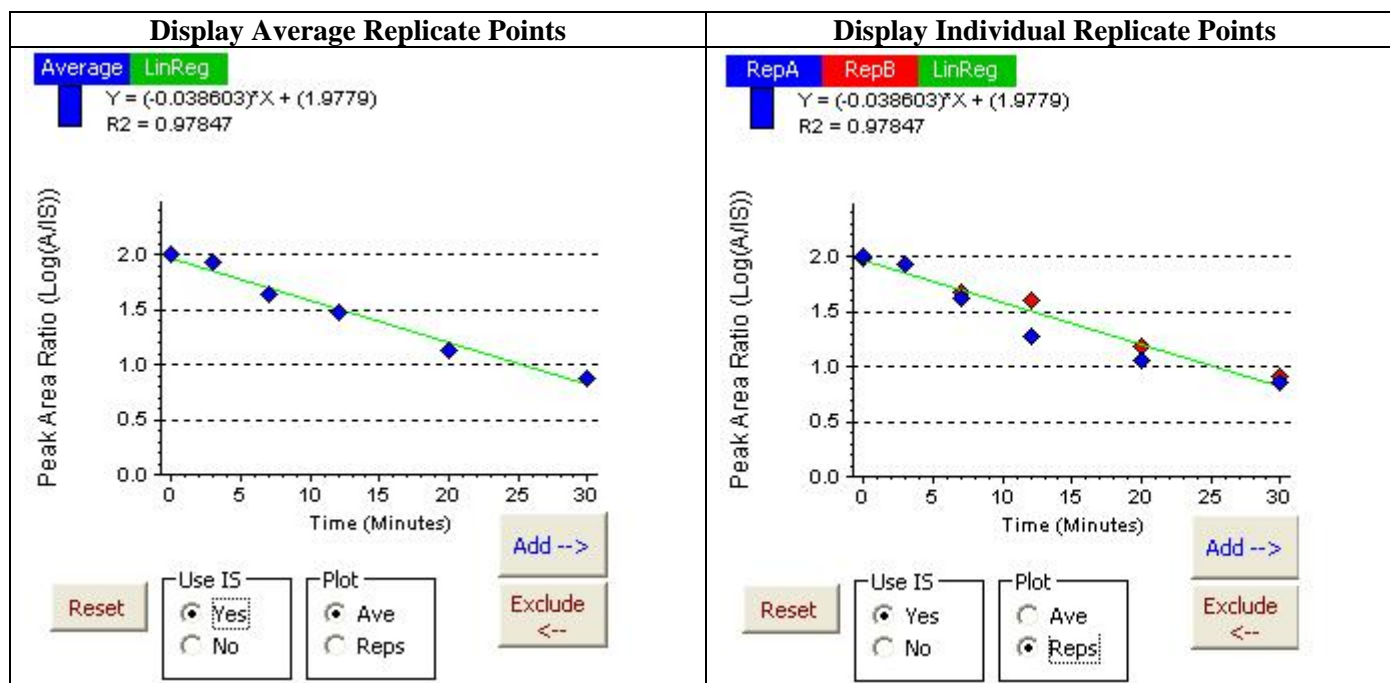 Display Average Replicate Points
Average LinReg
Y = (-0.038603)*X + (1.9779)
R2 = 0.97847
Peak Area Ratio (Log(A/IS))
2.0
1.5
1.0
0.5
0.0
0 5 10 15 20 25 30
Time (Minutes)
Add -->
Reset
Use IS
Yes
No
Plot
Ave
Reps
Exclude
<--
Display Individual Replicate Points
RepA RepB LinReg
Y = (-0.038603)*X + (1.9779)
R2 = 0.97847
Peak Area Ratio (Log(A/IS))
2.0
1.5
1.0
0.5
0.0
0 5 10 15 20 25 30
Time (Minutes)
Add -->
Reset
Use IS
Yes
No
Plot
Ave
Reps
Exclude
<--